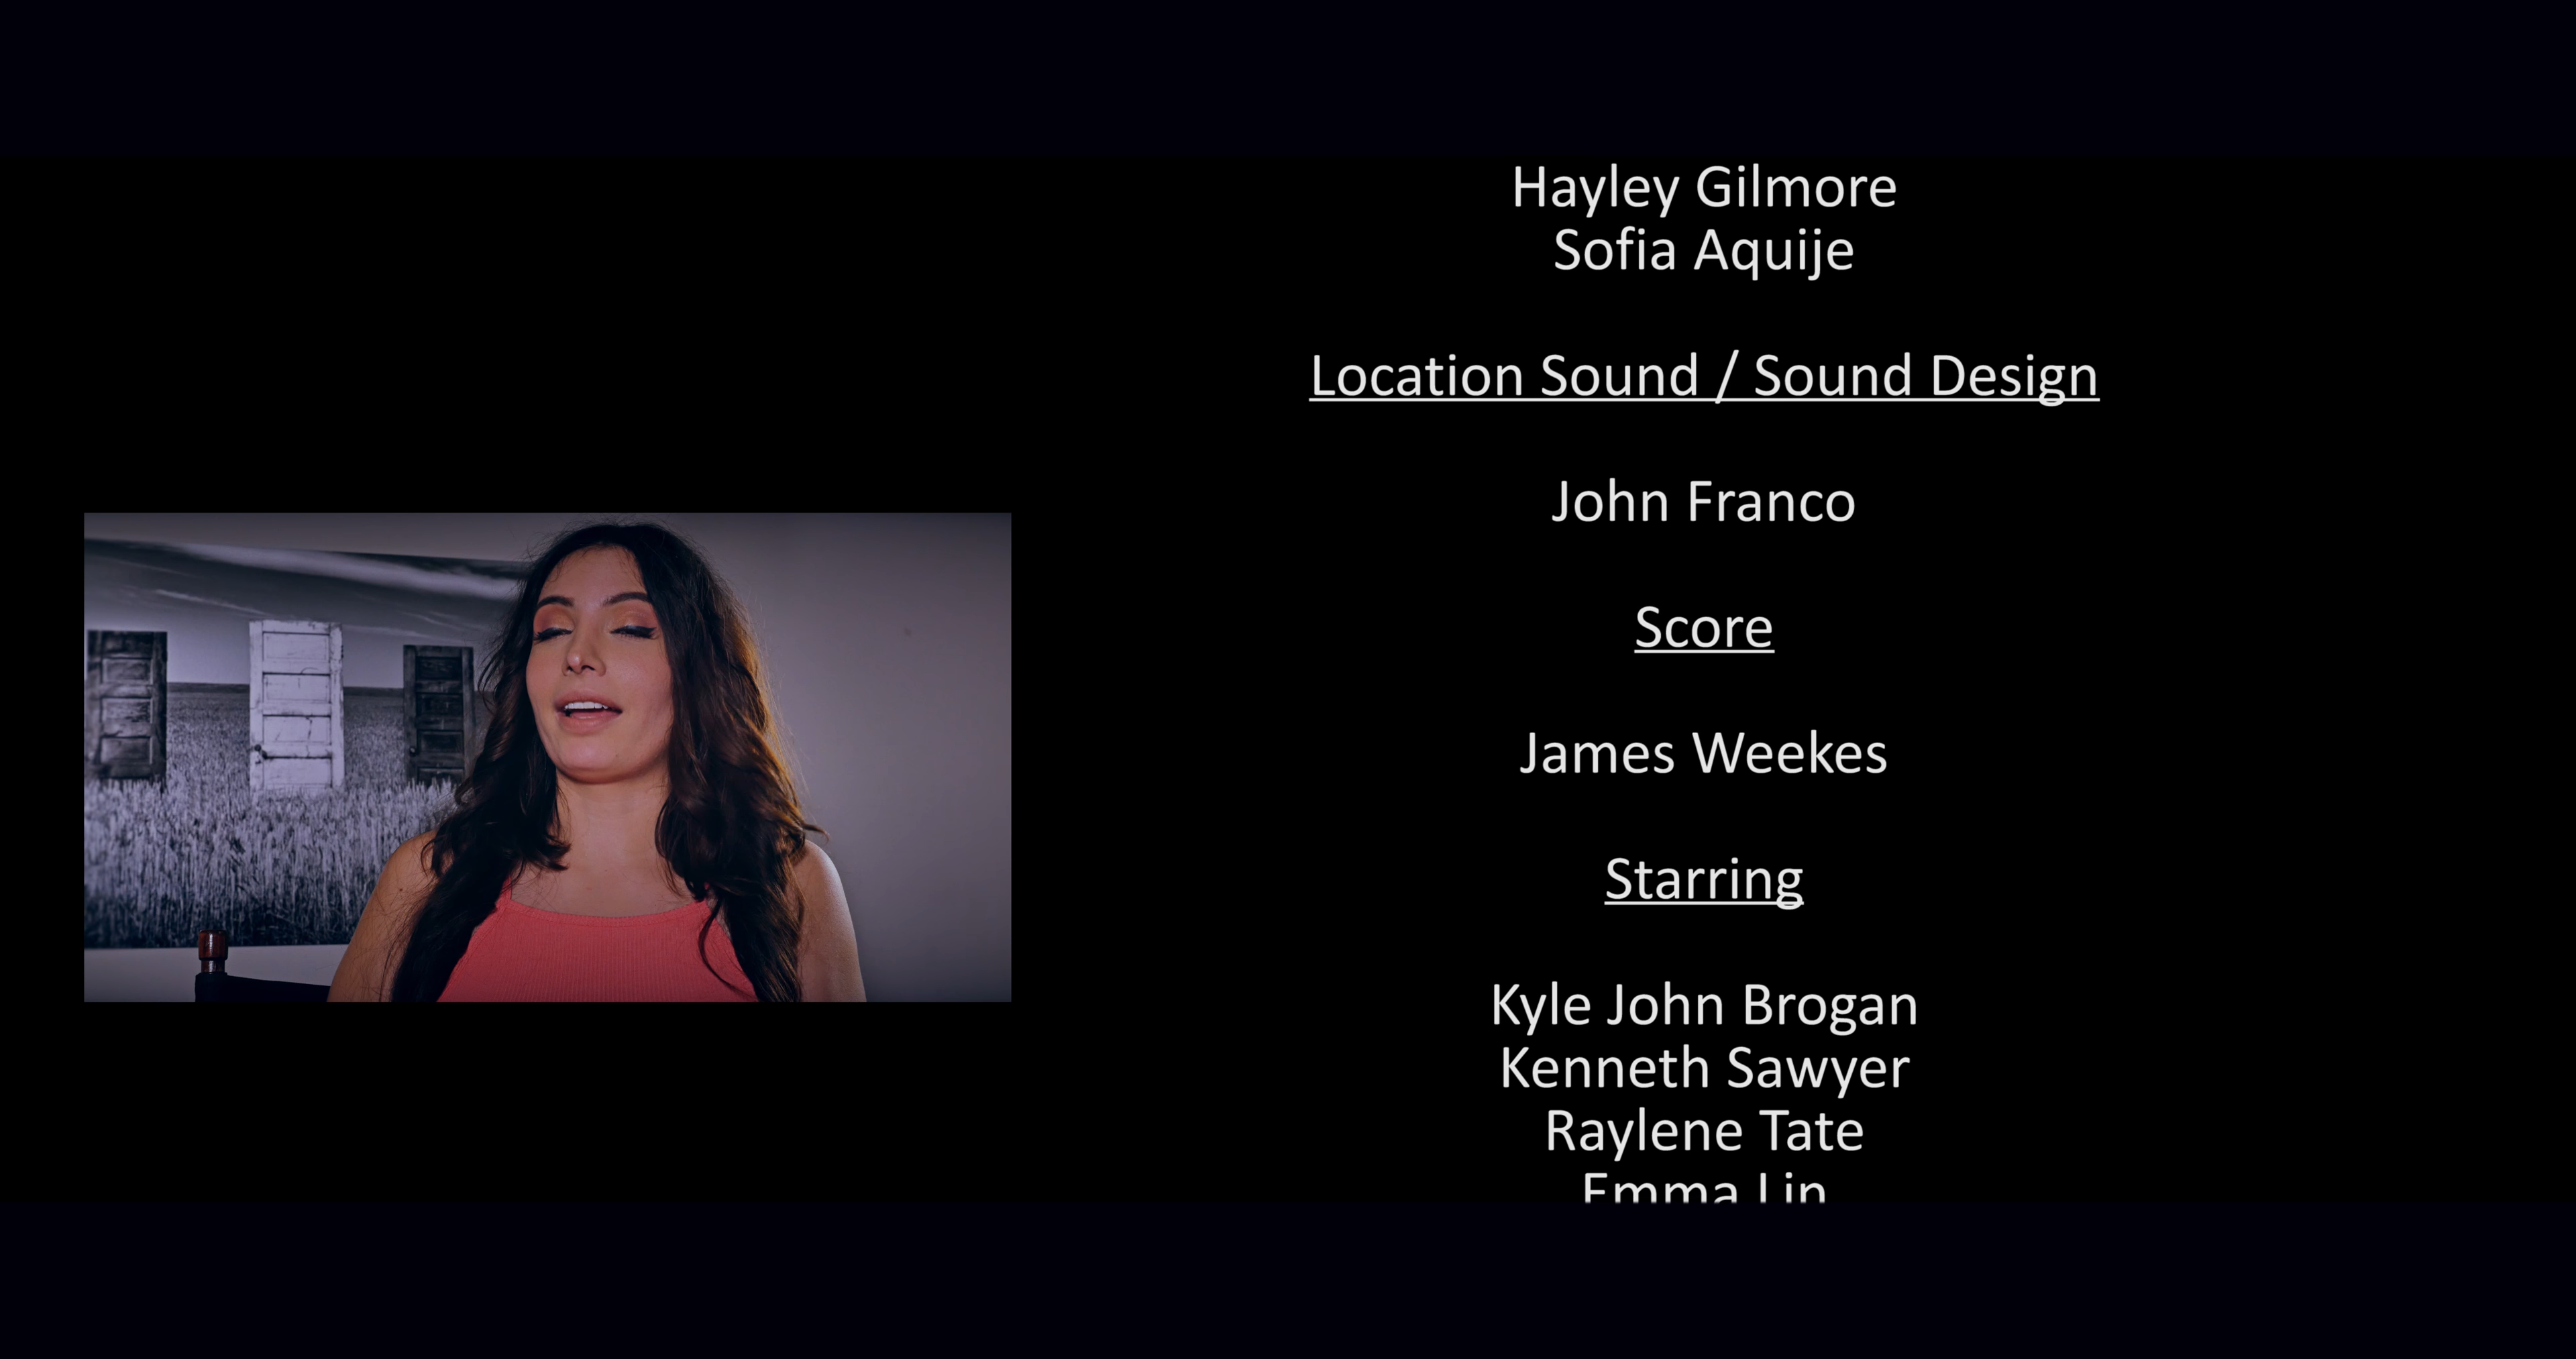 Hayley Gilmore
Sofia Aquije
Location Sound / Sound Design
John Franco
Score
James Weekes
Starring
Kyle John Brogan
Kenneth Sawyer
Raylene Tate
Emma